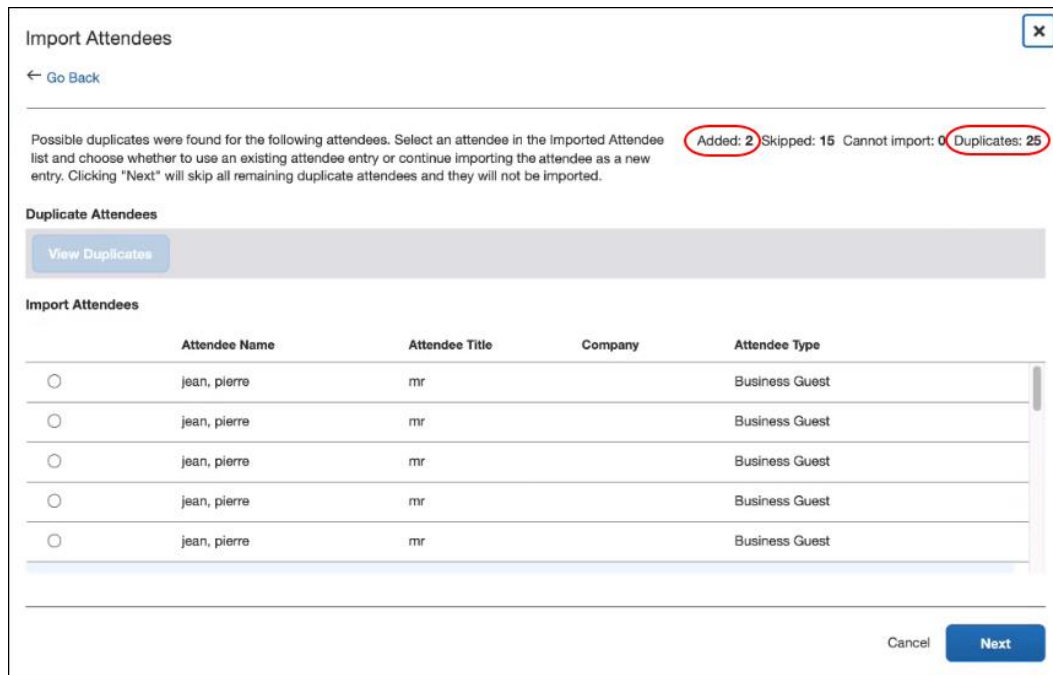 Import Attendees
×
← Go Back
Possible duplicates were found for the following attendees. Select an attendee in the Imported Attendee
list and choose whether to use an existing attendee entry or continue importing the attendee as a new
entry. Clicking "Next" will skip all remaining duplicate attendees and they will not be imported.
Added: 2 Skipped: 15 Cannot import: 0 Duplicates: 25
Duplicate Attendees
View Duplicates
Import Attendees
Attendee Name Attendee Title Company Attendee Type
jean, pierre mr Business Guest
jean, pierre mr Business Guest
jean, pierre mr Business Guest
jean, pierre mr Business Guest
jean, pierre mr Business Guest
Cancel Next